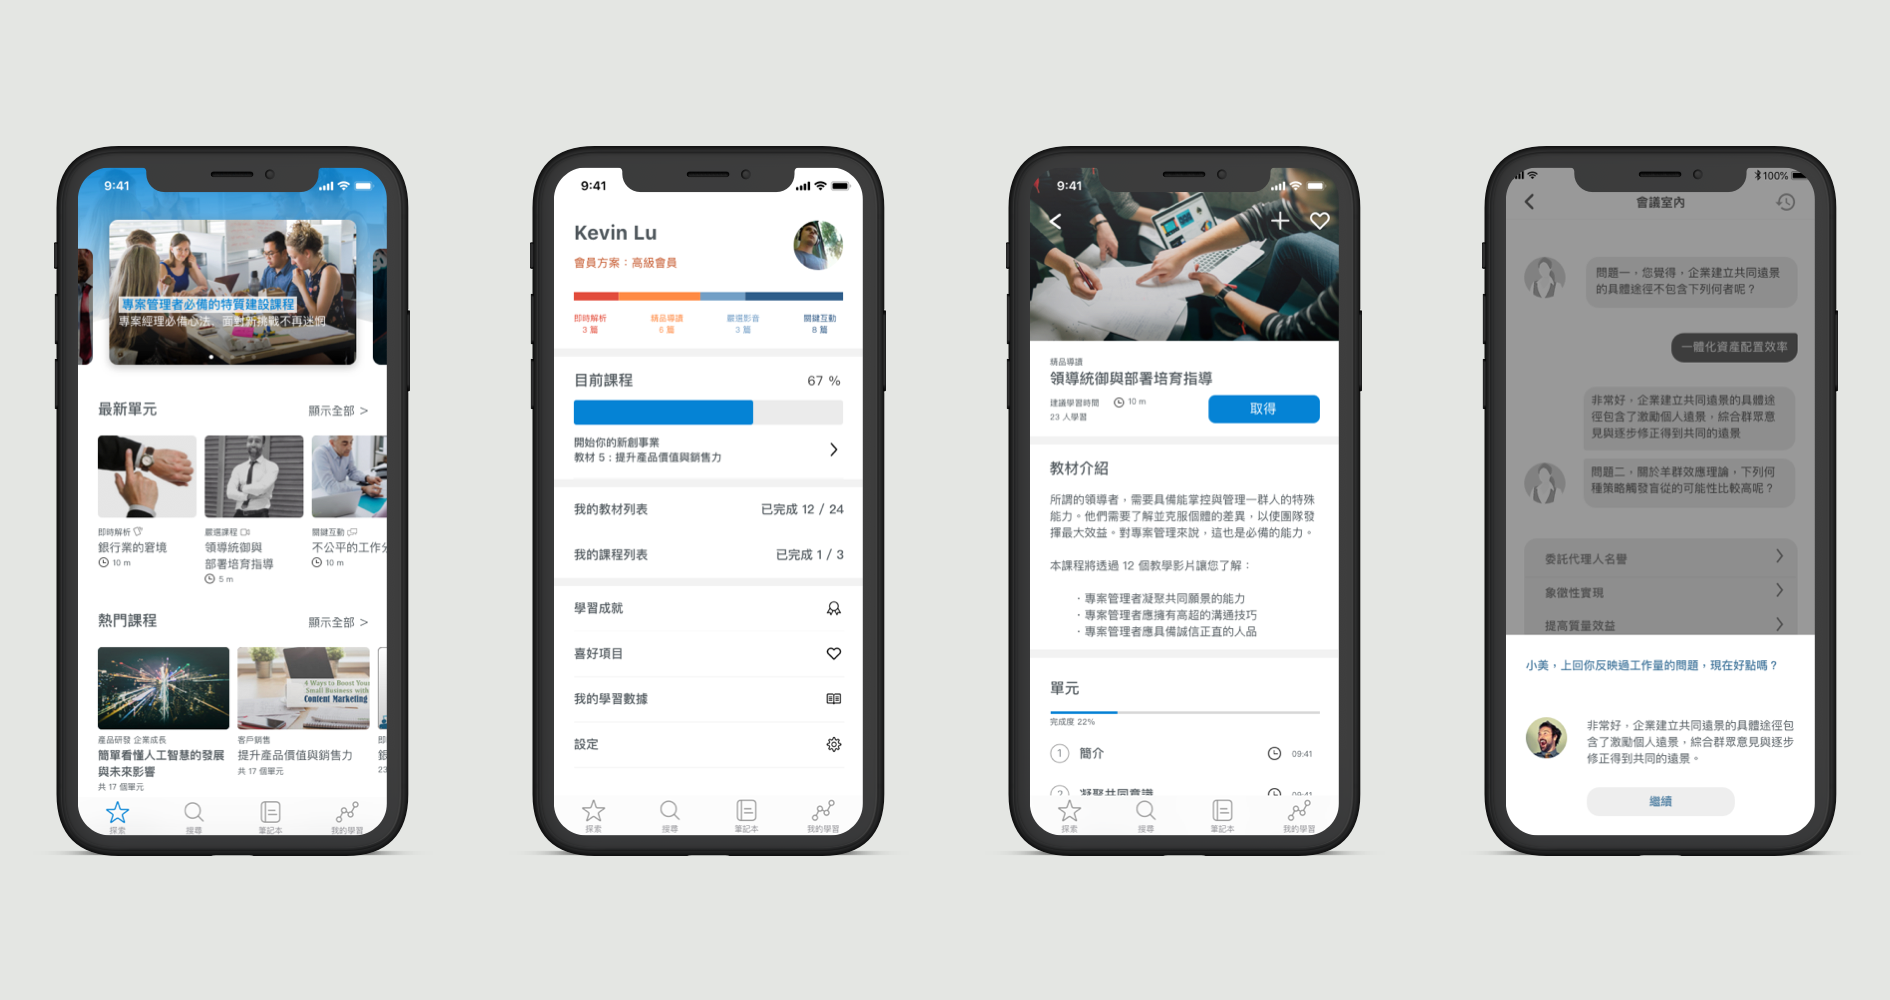 9:41
專案管理者必備的特質建設課程
專案經理必備心法、面對新挑戰不再迷惘
最新單元
顯示全部 >
即時解析
銀行業的窘境
10 m
嚴選課程
領導統御與
部署培育指導
5 m
關鍵互動
不公平的工作分
10 m
熱門課程
顯示全部 >
產品研發 企業成長
簡單看懂人工智慧的發展
與未來影響
共 17 個單元
4 Ways to Boost Your
Small Business with
Content Marketing
客戶銷售
提升產品價值與銷售力
共 17 個單元
即
銀
23
探索
搜尋
筆記本
我的學習
9:41
Kevin Lu
會員方案：高級會員
即時解析
3 篇
精品導讀
6 篇
嚴選影音
3 篇
關鍵互動
8 篇
目前課程
67 %
開始你的新創事業
教材 5：提升產品價值與銷售力
我的教材列表
已完成 12 / 24
我的課程列表
已完成 1 / 3
學習成就
喜好項目
我的學習數據
設定
探索
搜尋
筆記本
我的學習
9:41
精品導讀
領導統御與部署培育指導
建議學習時間
10 m
23 人學習
取得
教材介紹
所謂的領導者，需要具備能掌控與管理一群人的特殊
能力。他們需要了解並克服個體的差異，以使團隊發
揮最大效益。對專案管理來說，這也是必備的能力。
本課程將透過 12 個教學影片讓您了解：
・專案管理者凝聚共同願景的能力
・專案管理者應擁有高超的溝通技巧
・專案管理者應具備誠信正直的人品
單元
完成度 22%
1
簡介
09:41
2
凝聚共同意識
09:41
探索
搜尋
筆記本
我的學習
100%
會議室內
問題一，您覺得，企業建立共同遠景
的具體途徑不包含下列何者呢？
一體化資產配置效率
非常好，企業建立共同遠景的具體途
徑包含了激勵個人遠景，綜合群眾意
見與逐步修正得到共同的遠景
問題二，關於羊群效應理論，下列何
種策略觸發盲從的可能性比較高呢？
委託代理人名譽
象徵性實現
提高質量效益
小美，上回你反映過工作量的問題，現在好點嗎？
非常好，企業建立共同遠景的具體途徑包
含了激勵個人遠景，綜合群眾意見與逐步
修正得到共同的遠景。
繼續